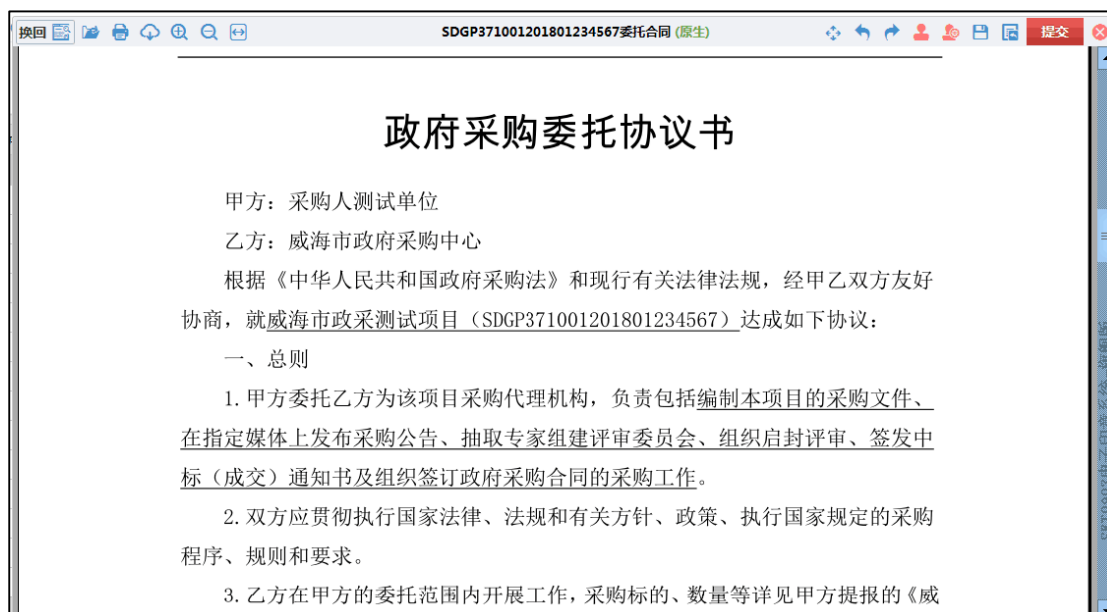 换回
SDGP371001201801234567委托合同 (原生)
提交
政府采购委托协议书
甲方：采购人测试单位
乙方：威海市政府采购中心
根据《中华人民共和国政府采购法》和现行有关法律法规，经甲乙双方友好
协商，就威海市政采测试项目（SDGP371001201801234567）达成如下协议：
一、总则
1.甲方委托乙方为该项目采购代理机构，负责包括编制本项目的采购文件、
在指定媒体上发布采购公告、抽取专家组建评审委员会、组织启封评审、签发中
标（成交）通知书及组织签订政府采购合同的采购工作。
2.双方应贯彻执行国家法律、法规和有关方针、政策、执行国家规定的采购
程序、规则和要求。
3.乙方在甲方的委托范围内开展工作，采购标的、数量等详见甲方提报的《威